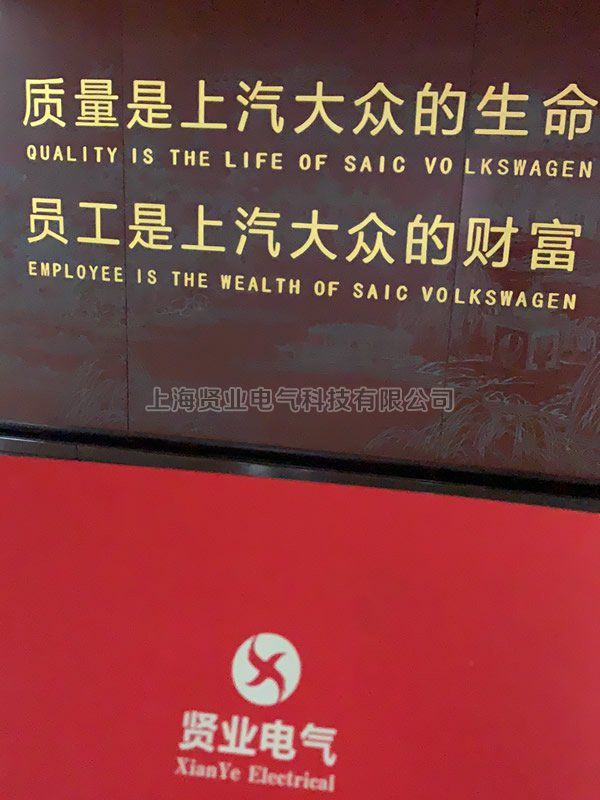 质量是上汽大众的生命
QUALITY IS THE LIFE OF SAIC VO LKSWAGEN
员工是上汽大众的财富
EMPLOYEE IS THE WEALTH OF SAIC VOLKSWAGEN
上海贤业电气科技有限公司
贤业电气
XianYe Electrical